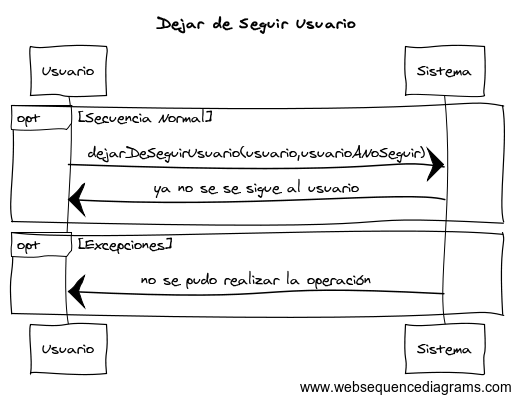 Dejar de Seguir Usuario
Usuario
Sistema
opt
[Secuencia Normal]
dejarDeSeguirUsuario(usuario,usuarioANoSeguir)
ya no se se sigue al usuario
opt
[Excepciones]
no se pudo realizar la operación
Usuario
Sistema
www.websequencediagrams.com